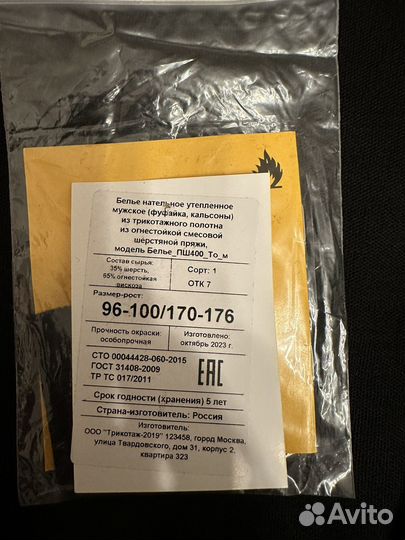 Белье нательное утепленное
мужское (фуфайка, кальсоны)
из трикотажного полотна
из огнестойкой смесовой
шерстяной пряжи,
модель Белье_ПШ400_То_м
Состав сырья:
35% шерсть,
65% огнестойкая
вискоза
Сорт: 1
ОТК 7
Размер-рост:
96-100/170-176
Прочность окраски:
особопрочная
Изготовлено:
октябрь 2023 г.
СТО 00044428-060-2015
ГОСТ 31408-2009
ТР ТС 017/2011
ЕАС
Срок годности (хранения) 5 лет
Страна-изготовитель: Россия
Изготовитель:
ООО "Трикотаж-2019" 123458, город Москва,
улица Твардовского, дом 31, корпус 2,
квартира 323
Avito